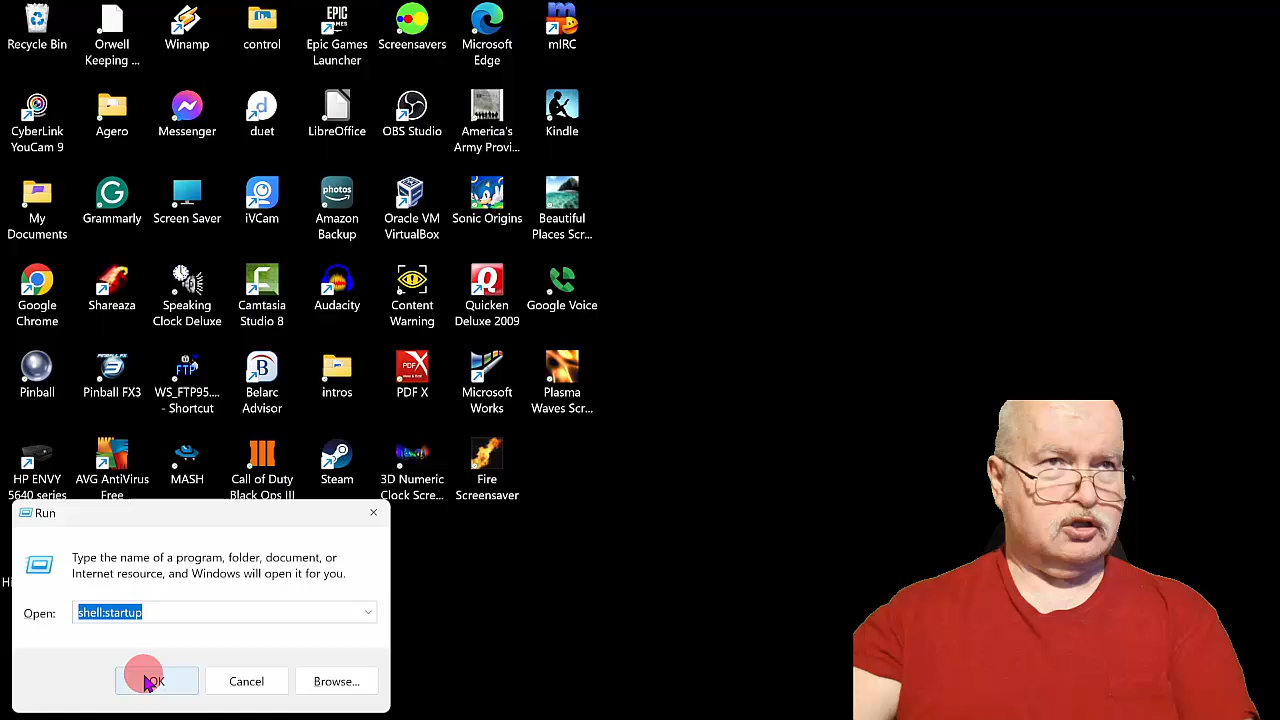 Recycle Bin
Orwell
Keeping ...
Winamp
control
EPIC
GAMES
Epic Games
Launcher
Screensavers
Microsoft
Edge
m
mIRC
CyberLink
YouCam 9
Agero
Messenger
d
duet
LibreOffice
OBS Studio
America's
Army Provi...
Kindle
My
Documents
G
Grammarly
Screen Saver
iVCam
photos
Amazon
Backup
Oracle VM
VirtualBox
Sonic Origins
Beautiful
Places Scr...
Google
Chrome
Shareaza
Speaking
Clock Deluxe
C
Camtasia
Studio 8
Audacity
Content
Warning
Q
Quicken
Deluxe 2009
Google Voice
Pinball
PINBALL FX3
Pinball FX3
FTP
WS_FTP95....
- Shortcut
B
Belarc
Advisor
intros
PDF X
PDF X
Microsoft
Works
Plasma
Waves Scr...
HP ENVY
5640 series
AVG AntiVirus
Free
MASH
III
Call of Duty
Black Ops III
Steam
3D Numeric
Clock Scre...
Fire
Screensaver
Hi
Run
Type the name of a program, folder, document, or
Internet resource, and Windows will open it for you.
Open:
shell:startup
OK
Cancel
Browse...